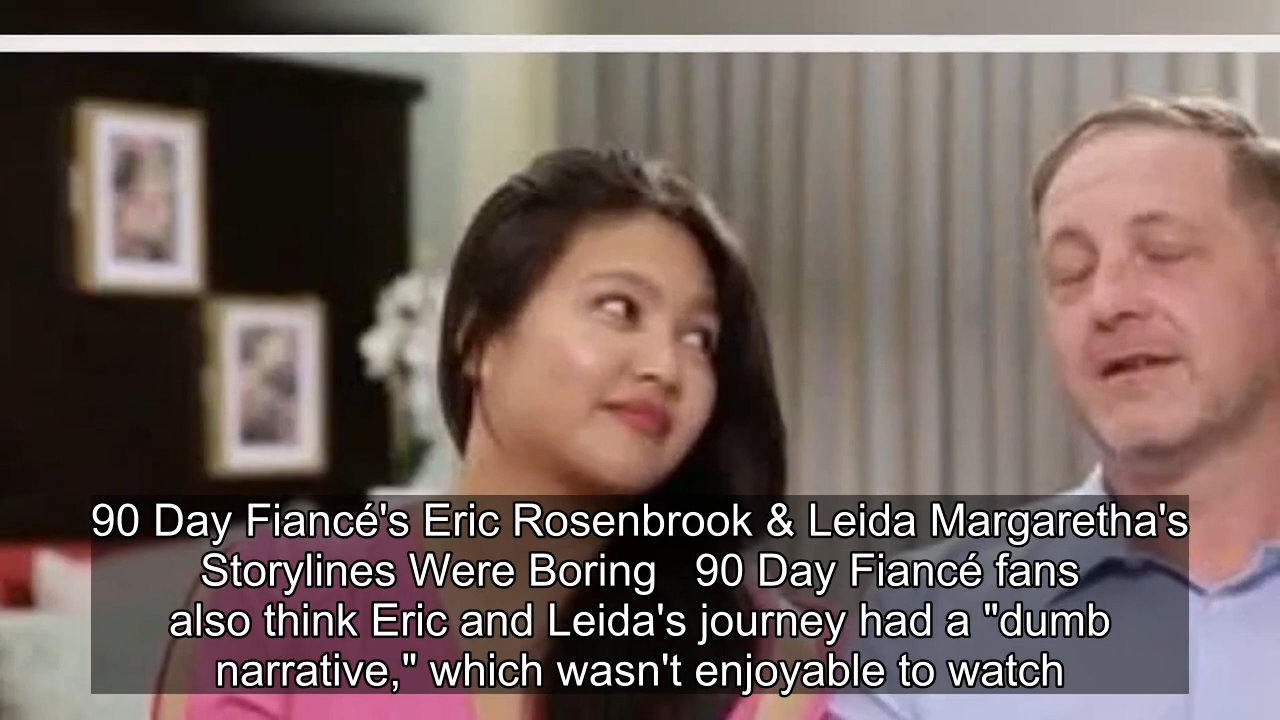 90 Day Fiancé's Eric Rosenbrook & Leida Margaretha's
Storylines Were Boring   90 Day Fiancé fans
also think Eric and Leida's journey had a "dumb
narrative," which wasn't enjoyable to watch